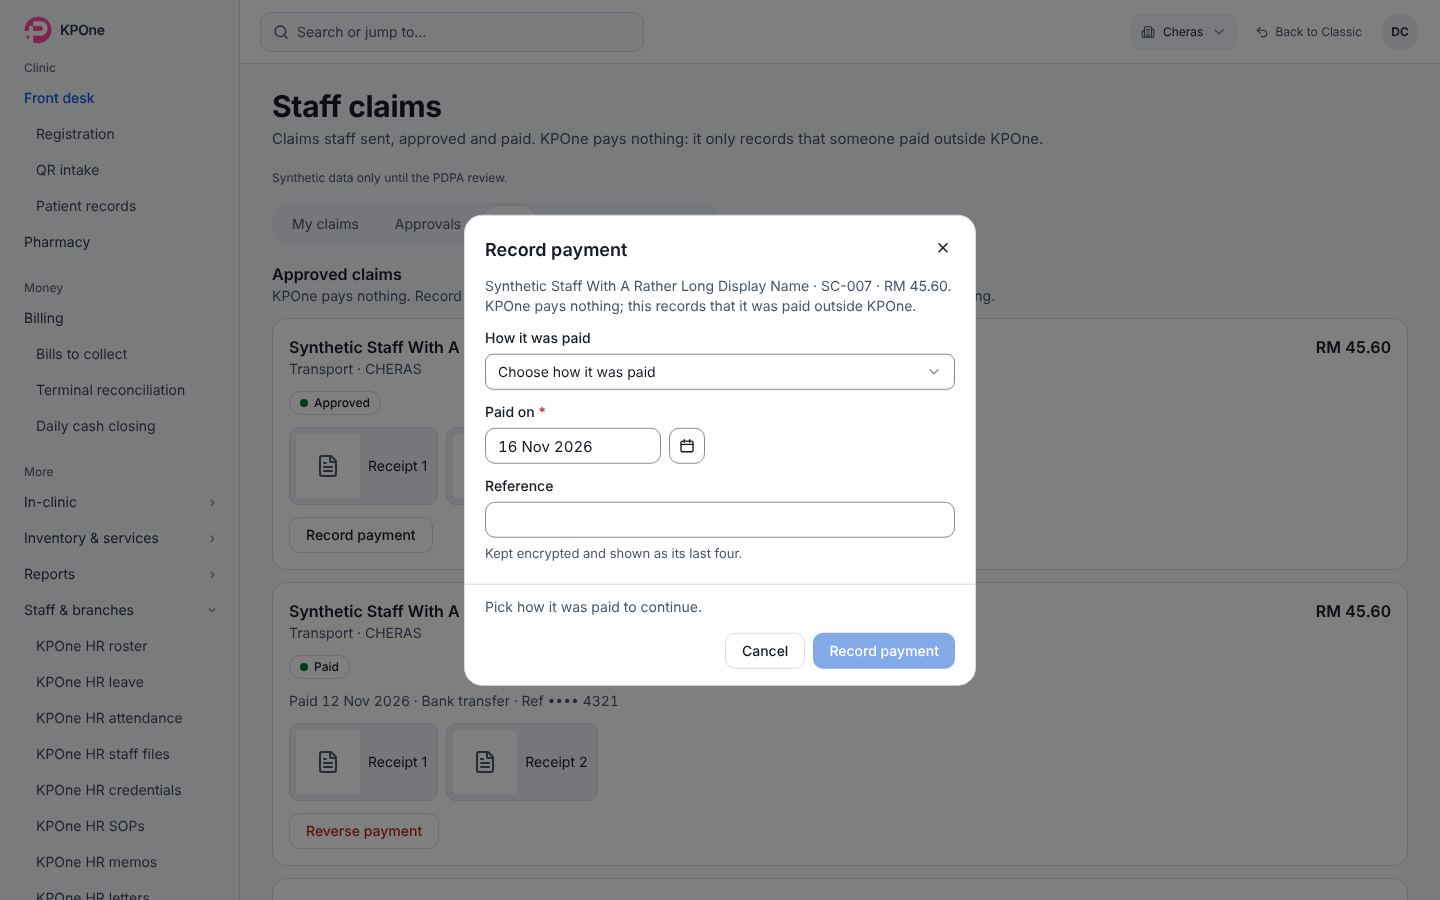 KPOne
Search or jump to...
Cheras
Back to Classic
DC
Clinic
Front desk
Registration
QR intake
Patient records
Pharmacy
Money
Billing
Bills to collect
Terminal reconciliation
Daily cash closing
More
In-clinic
Inventory & services
Reports
Staff & branches
KPOne HR roster
KPOne HR leave
KPOne HR attendance
KPOne HR staff files
KPOne HR credentials
KPOne HR SOPs
KPOne HR memos
KPOne HR letters
Staff claims
Claims staff sent, approved and paid. KPOne pays nothing: it only records that someone paid outside KPOne.
Synthetic data only until the PDPA review.
My claims
Approvals
Approved claims
KPOne pays nothing. Record
ng.
Synthetic Staff With A
RM 45.60
Transport · CHERAS
Approved
Receipt 1
Record payment
Synthetic Staff With A
RM 45.60
Transport · CHERAS
Paid
Paid 12 Nov 2026 · Bank transfer · Ref •••• 4321
Receipt 1
Receipt 2
Reverse payment
Record payment
Synthetic Staff With A Rather Long Display Name · SC-007 · RM 45.60.
KPOne pays nothing; this records that it was paid outside KPOne.
How it was paid
Choose how it was paid
Paid on *
16 Nov 2026
Reference
Kept encrypted and shown as its last four.
Pick how it was paid to continue.
Cancel
Record payment